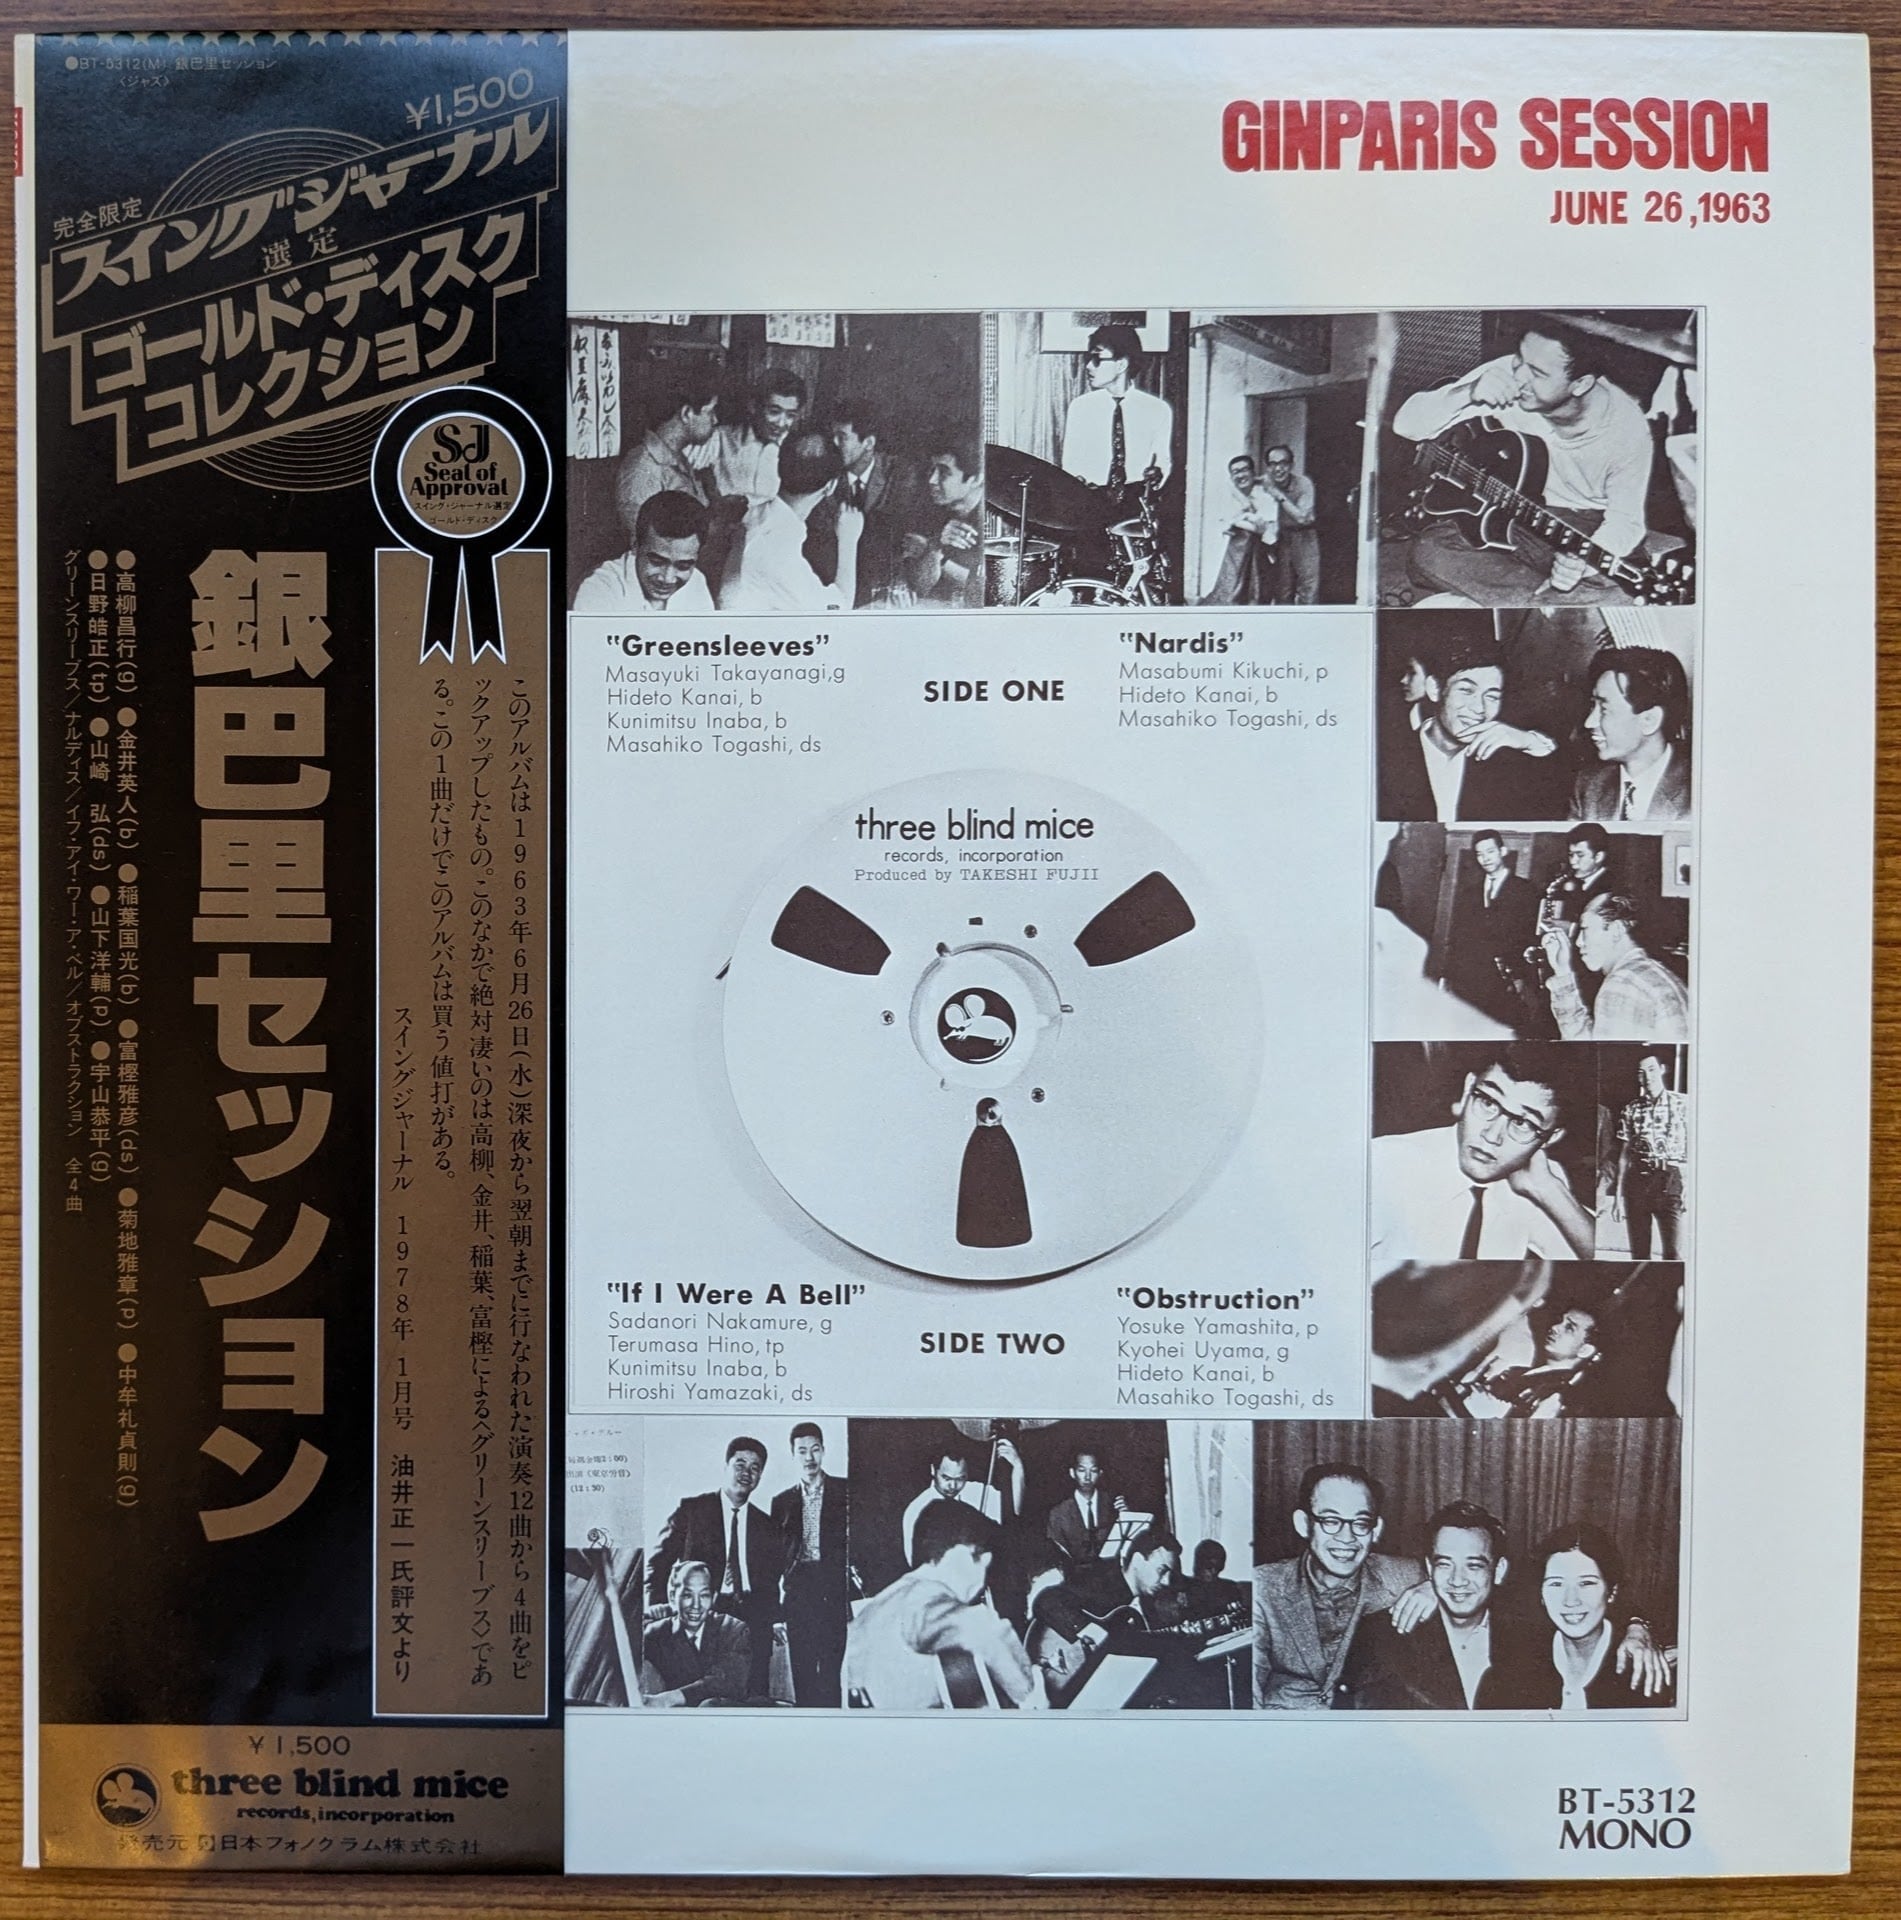 ●BT-5312(M) 銀巴里セッション
〈ジャズ〉
¥1,500
完全限定
スイングジャーナル
選定
ゴールド・ディスク
コレクション
SJ
Seal of
Approval
スイング・ジャーナル選定
ゴールド・ディスク
銀巴里セッション
●高柳昌行(g) ●金井英人(b) ●稲葉国光(b) ●富樫雅彦(ds) ●菊地雅章(p) ●中牟礼貞則(g)
●日野皓正(tp) ●山崎 弘(ds) ●山下洋輔(p) ●宇山恭平(g)
グリーンスリーブス/ナルディス/イフ・アイ・ワー・ア・ベル/オブストラクション 全4曲
このアルバムは1963年6月26日(水)深夜から翌朝までに行なわれた演奏12曲から4曲をピ
ックアップしたもの。このなかで絶対凄いのは高柳、金井、稲葉、富樫による〈グリーンスリーブス〉であ
る。この1曲だけでこのアルバムは買う値打がある。
スイングジャーナル 1978年1月号 油井正一氏評文より
¥1,500
three blind mice
records, incorporation
発売元 日本フォノグラム株式会社
GINPARIS SESSION
JUNE 26,1963
"Greensleeves"
Masayuki Takayanagi,g
Hideto Kanai, b
Kunimitsu Inaba, b
Masahiko Togashi, ds
SIDE ONE
"Nardis"
Masabumi Kikuchi, p
Hideto Kanai, b
Masahiko Togashi, ds
three blind mice
records, incorporation
Produced by TAKESHI FUJII
"If I Were A Bell"
Sadanori Nakamure, g
Terumasa Hino, tp
Kunimitsu Inaba, b
Hiroshi Yamazaki, ds
SIDE TWO
"Obstruction"
Yosuke Yamashita, p
Kyohei Uyama, g
Hideto Kanai, b
Masahiko Togashi, ds
BT-5312
MONO